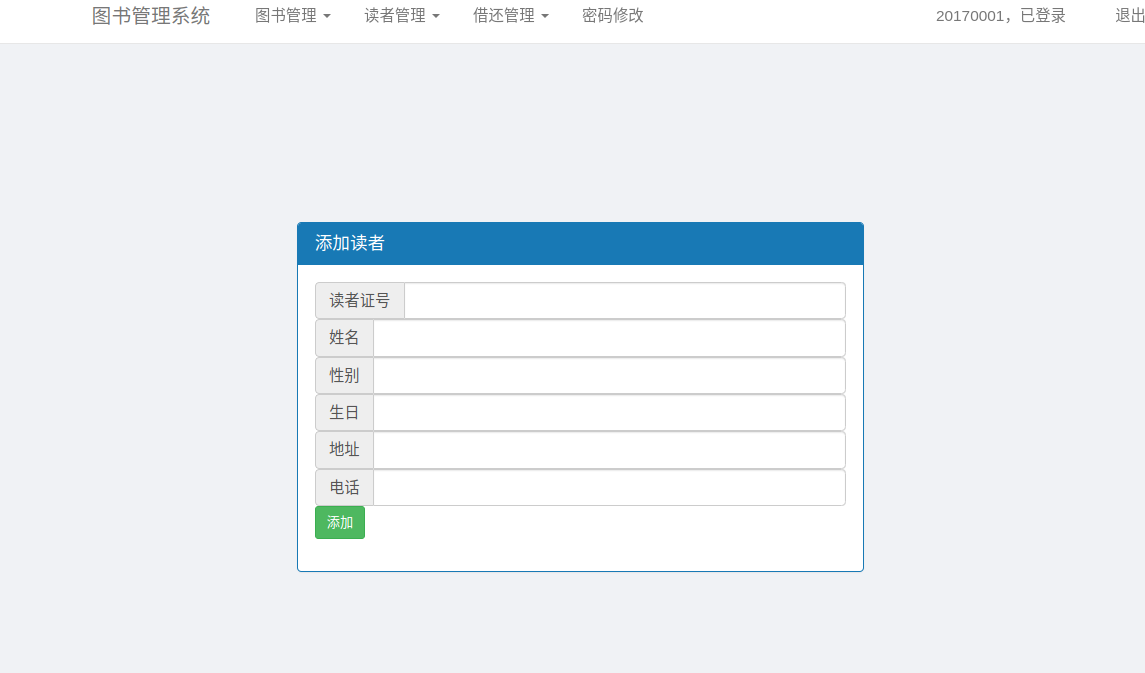 图书管理系统 图书管理 读者管理 借还管理 密码修改 20170001，已登录 退出
添加读者
读者证号
姓名
性别
生日
地址
电话
添加